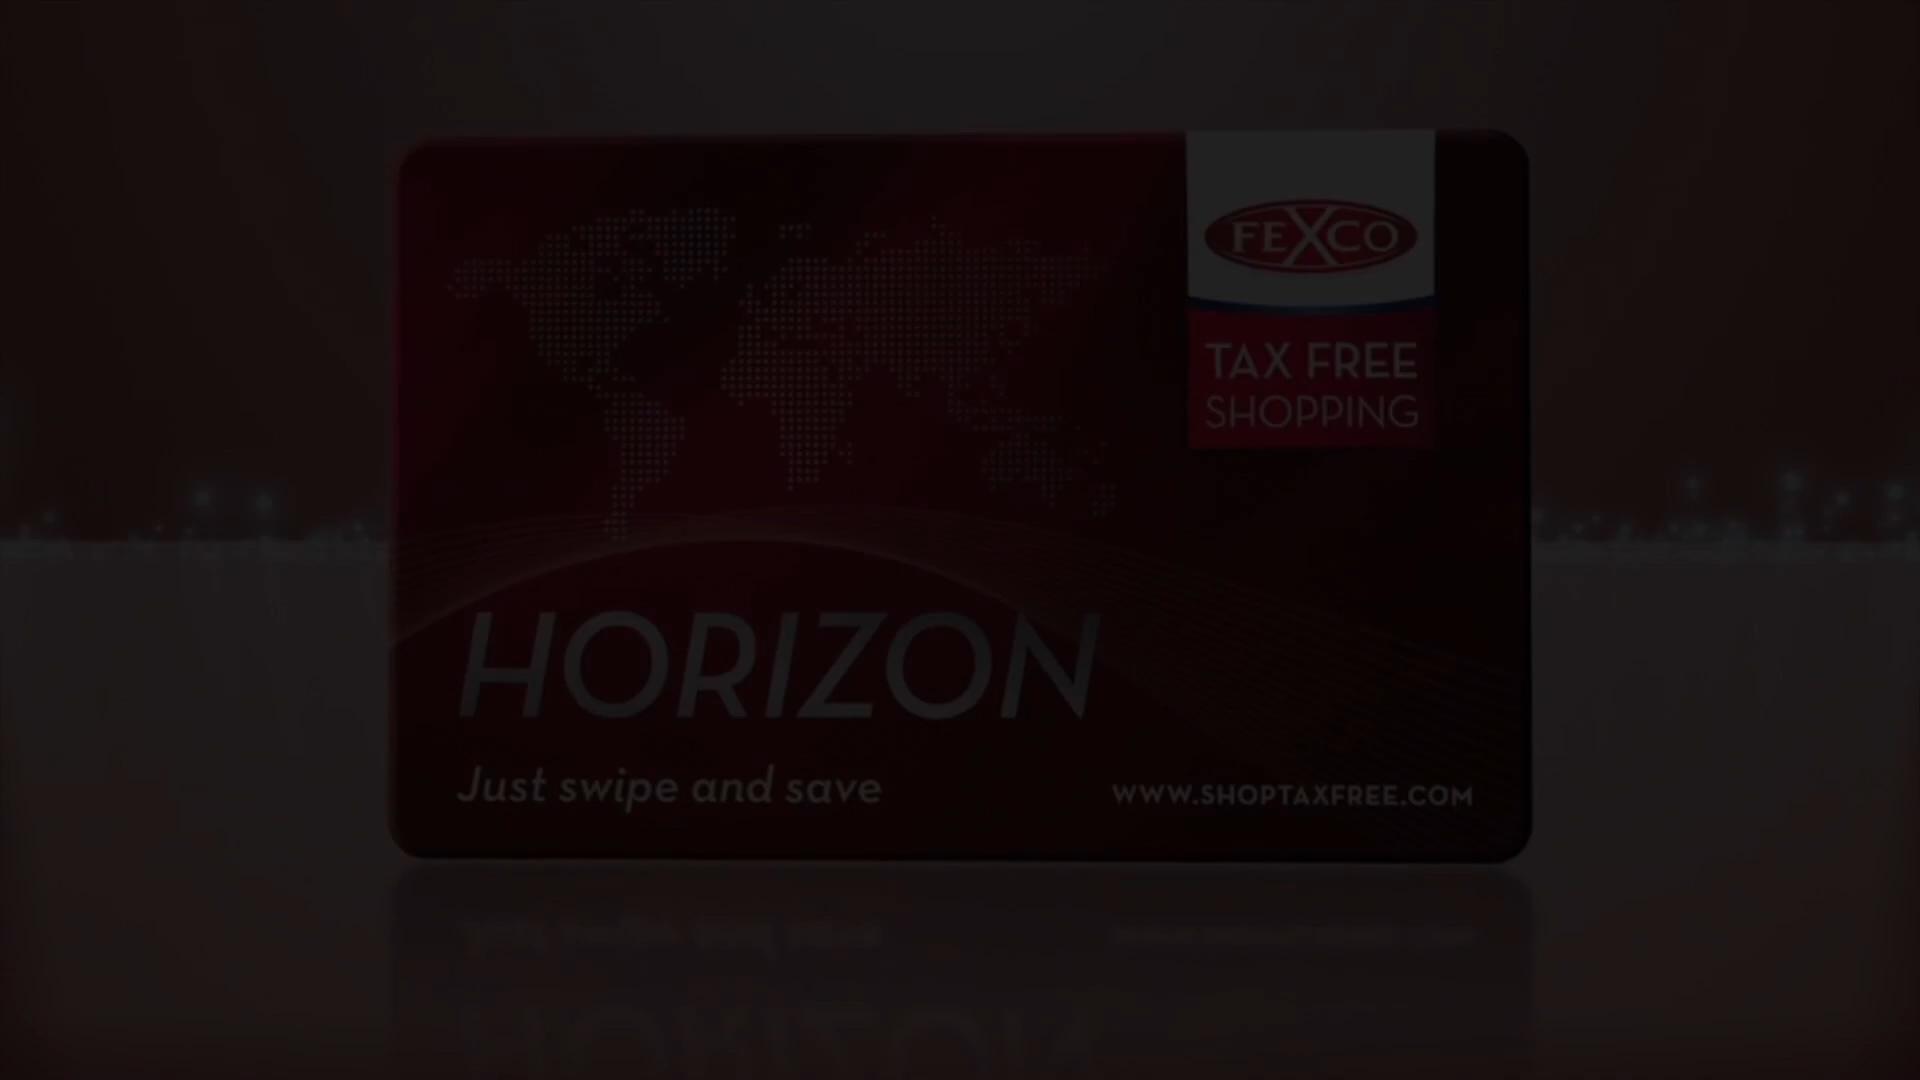 FEXCO
TAX FREE
SHOPPING
HORIZON
Just swipe and save
WWW.SHOPTAXFREE.COM